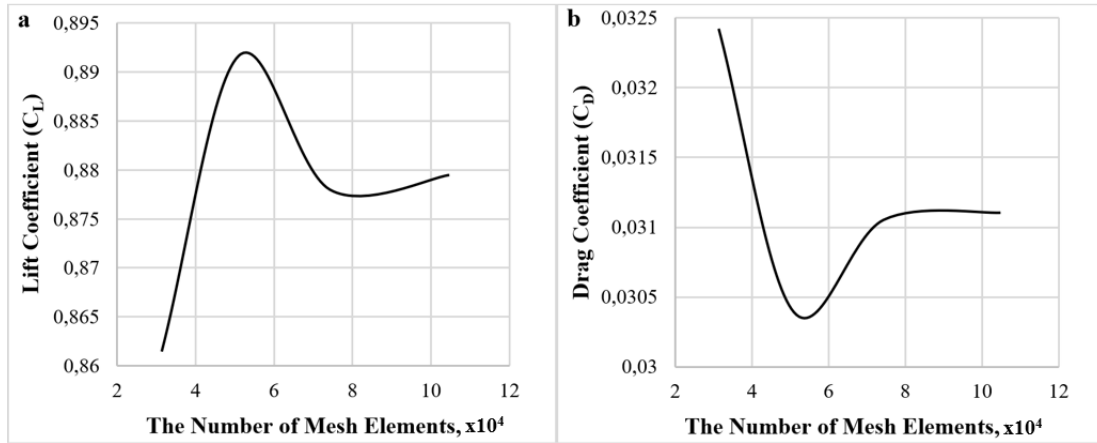 a
Lift Coefficient (C_L)
0,895
0,89
0,885
0,88
0,875
0,87
0,865
0,86
2 4 6 8 10 12
The Number of Mesh Elements, x10⁴
b
Drag Coefficient (C_D)
0,0325
0,032
0,0315
0,031
0,0305
0,03
2 4 6 8 10 12
The Number of Mesh Elements, x10⁴